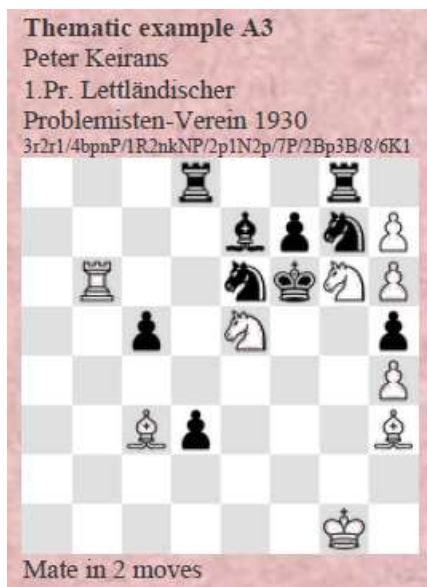 Thematic example A3
Peter Keirans
1.Pr. Lettländischer
Problemisten-Verein 1930
3r2r1/4bpnP/1R2nkNP/2p1N2p/7P/2Bp3B/8/6K1
Mate in 2 moves